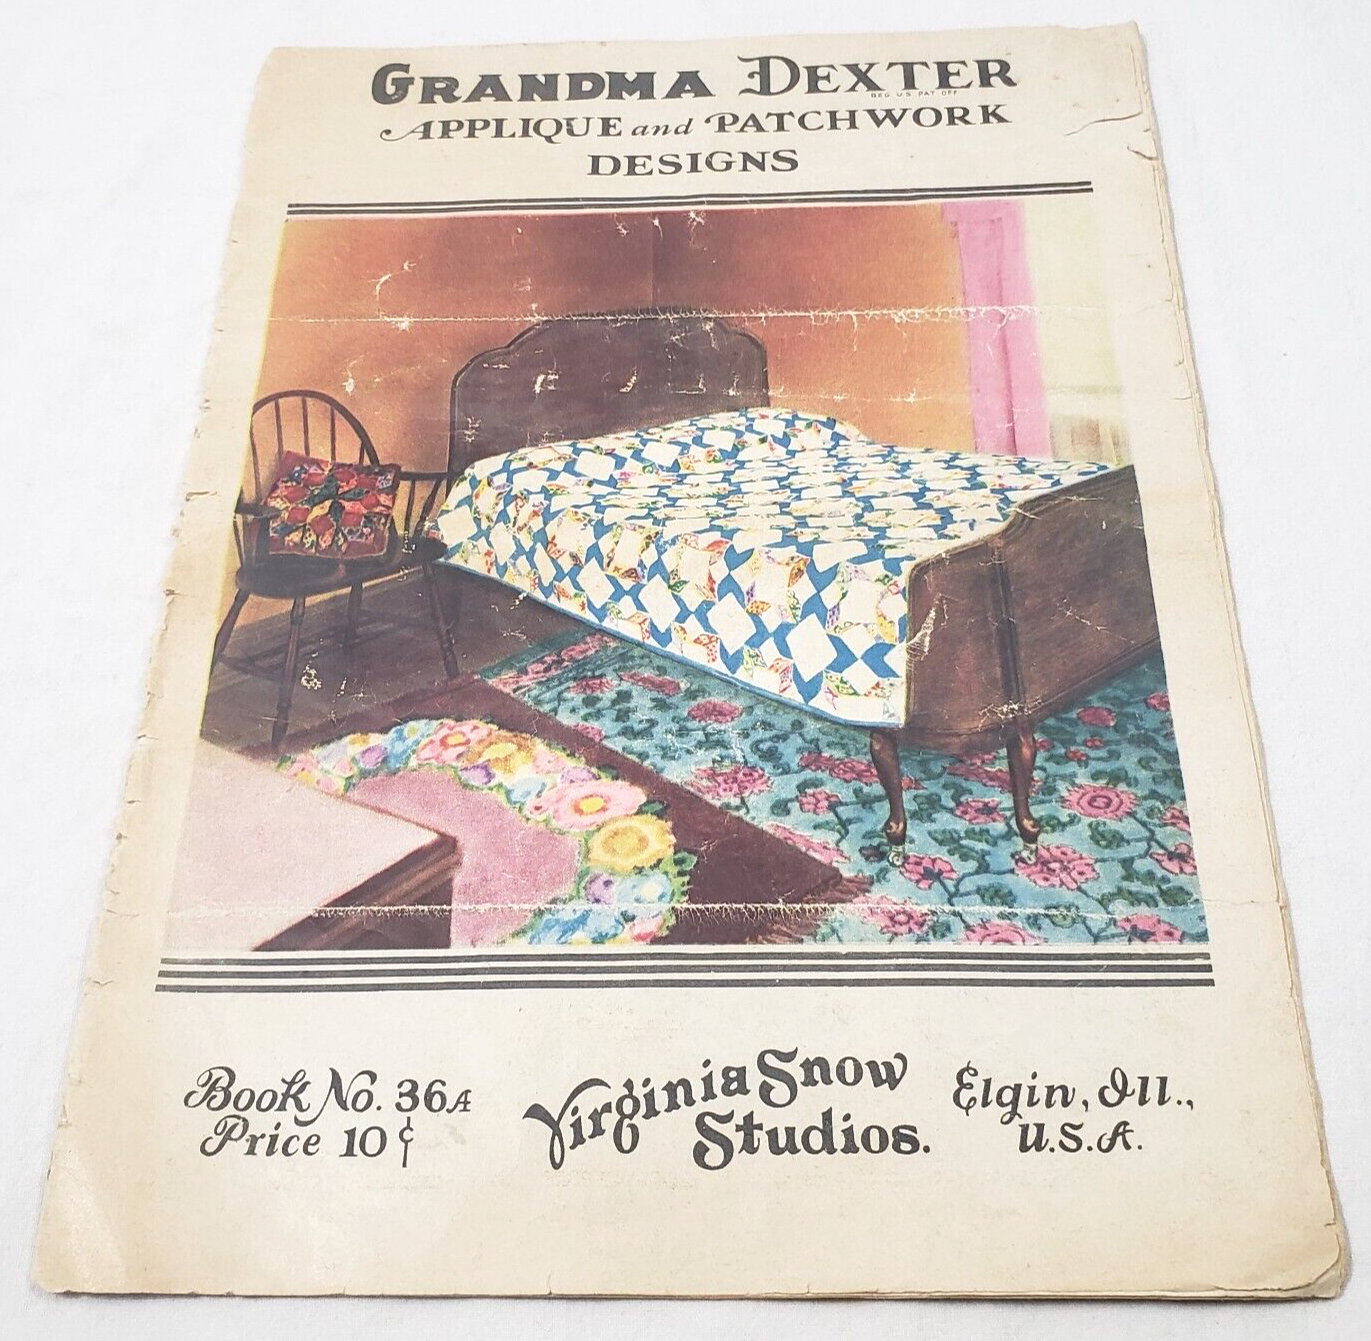 GRANDMA DEXTER
REG. U.S. PAT. OFF.
APPLIQUE and PATCHWORK
DESIGNS
Book No. 36A
Price 10¢
Virginia Snow
Studios.
Elgin, Ill.,
U.S.A.